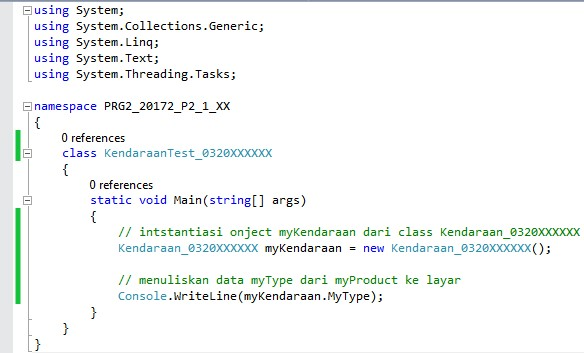 using System;
using System.Collections.Generic;
using System.Linq;
using System.Text;
using System.Threading.Tasks;
namespace PRG2_20172_P2_1_XX
{
0 references
class KendaraanTest_0320XXXXXX
{
0 references
static void Main(string[] args)
{
// intstantiasi onject myKendaraan dari class Kendaraan_0320XXXXXX
Kendaraan_0320XXXXXX myKendaraan = new Kendaraan_0320XXXXXX();
// menuliskan data myType dari myProduct ke layar
Console.WriteLine(myKendaraan.MyType);
}
}
}